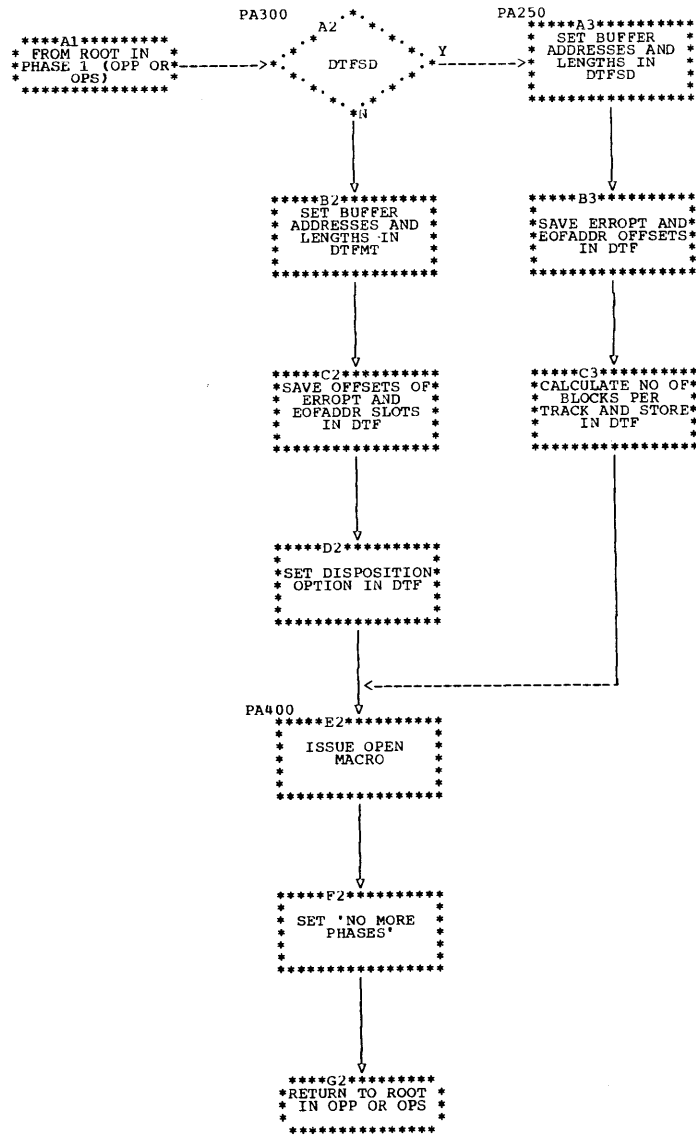 PA300
PA250
A1
FROM ROOT IN
PHASE 1 (OPP OR
OPS)
A2
DTFSD
Y
N
A3
SET BUFFER
ADDRESSES AND
LENGTHS IN
DTFSD
B2
SET BUFFER
ADDRESSES AND
LENGTHS IN
DTFMT
B3
SAVE ERROPT AND
EOFADDR OFFSETS
IN DTF
C2
SAVE OFFSETS OF
ERROPT AND
EOFADDR SLOTS
IN DTF
C3
CALCULATE NO OF
BLOCKS PER
TRACK AND STORE
IN DTF
D2
SET DISPOSITION
OPTION IN DTF
PA400
E2
ISSUE OPEN
MACRO
F2
SET 'NO MORE
PHASES'
G2
RETURN TO ROOT
IN OPP OR OPS